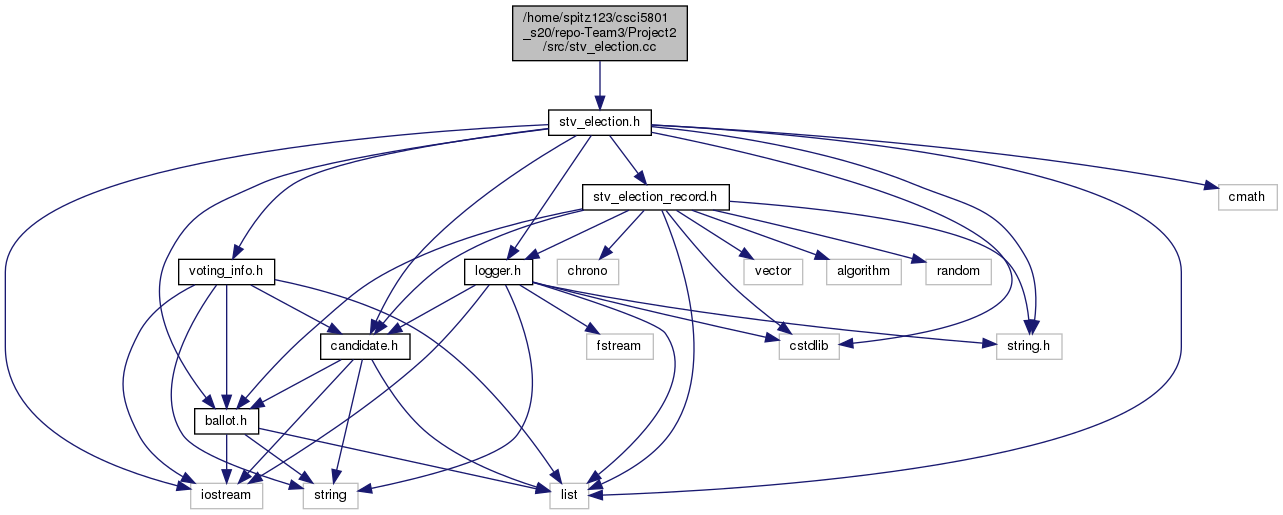 /home/spitz123/csci5801
_s20/repo-Team3/Project2
/src/stv_election.cc
stv_election.h
stv_election_record.h
cmath
voting_info.h
logger.h
chrono
vector
algorithm
random
candidate.h
fstream
cstdlib
string.h
ballot.h
iostream
string
list